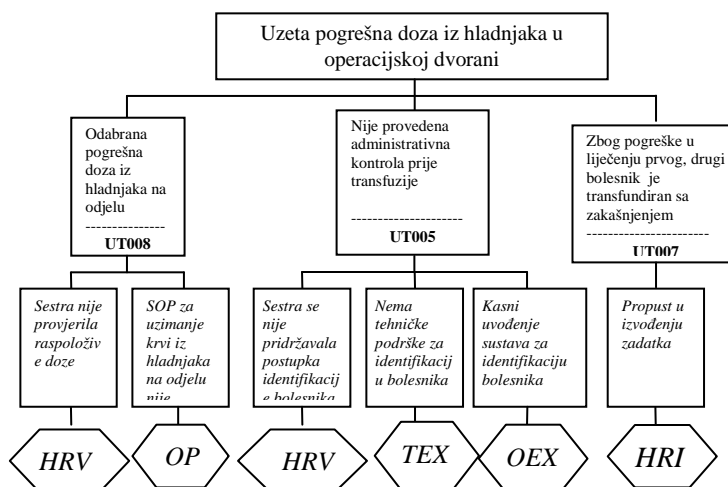 Uzeta pogrešna doza iz hladnjaka u
operacijskoj dvorani
Odabrana
pogrešna
doza iz
hladnjaka na
odjelu
----------------
UT008
Nije provedena
administrativna
kontrola prije
transfuzije
---------------------
UT005
Zbog pogreške u
liječenju prvog, drugi
bolesnik je
transfundiran sa
zakašnjenjem
-----------------------
UT007
Sestra nije
provjerila
raspoloživ
e doze
SOP za
uzimanje
krvi iz
hladnjaka
na odjelu
nije
Sestra se
nije
pridržavala
postupka
identifikacij
e bolesnika
Nema
tehničke
podrške za
identifikacij
u bolesnika
Kasni
uvođenje
sustava za
identifikaciju
bolesnika
Propust u
izvođenju
zadatka
HRV
OP
HRV
TEX
OEX
HRI